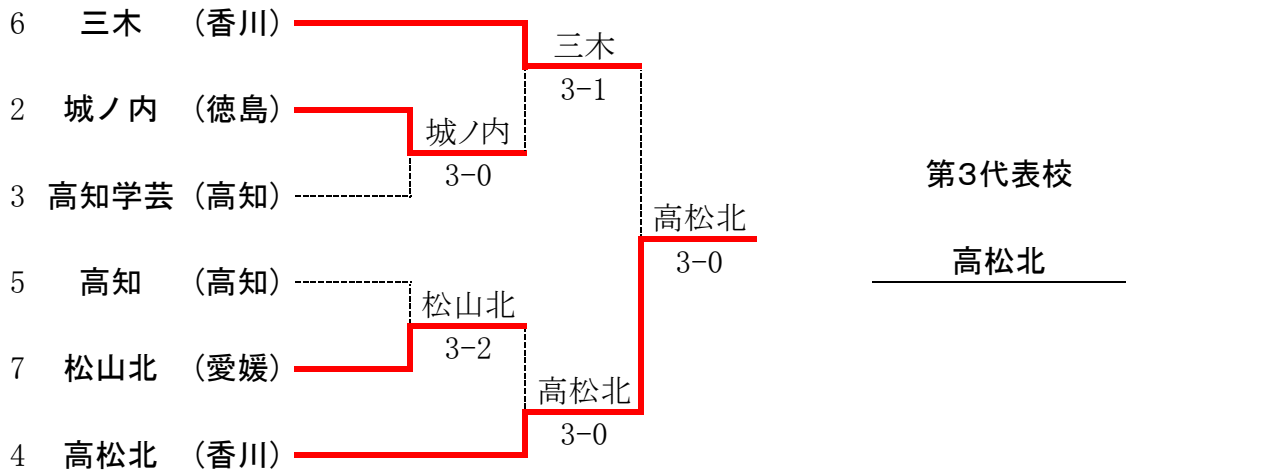 6 三木 (香川)
三木
3-1
2 城ノ内 (徳島)
城ノ内
3-0
3 高知学芸 (高知)
第3代表校
高松北
3-0
高松北
5 高知 (高知)
松山北
3-2
7 松山北 (愛媛)
高松北
3-0
4 高松北 (香川)